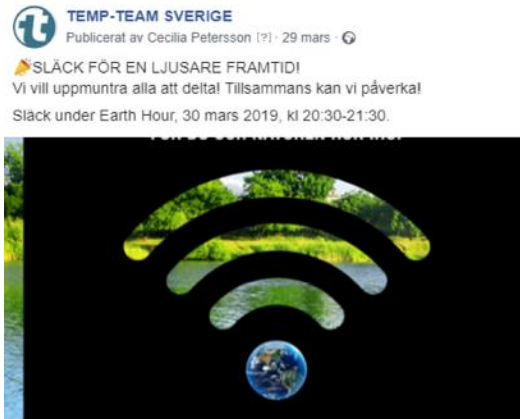 TEMP-TEAM SVERIGE
Publicerat av Cecilia Petersson [?] · 29 mars ·
SLÄCK FÖR EN LJUSARE FRAMTID!
Vi vill uppmuntra alla att delta! Tillsammans kan vi påverka!
Släck under Earth Hour, 30 mars 2019, kl 20:30-21:30.